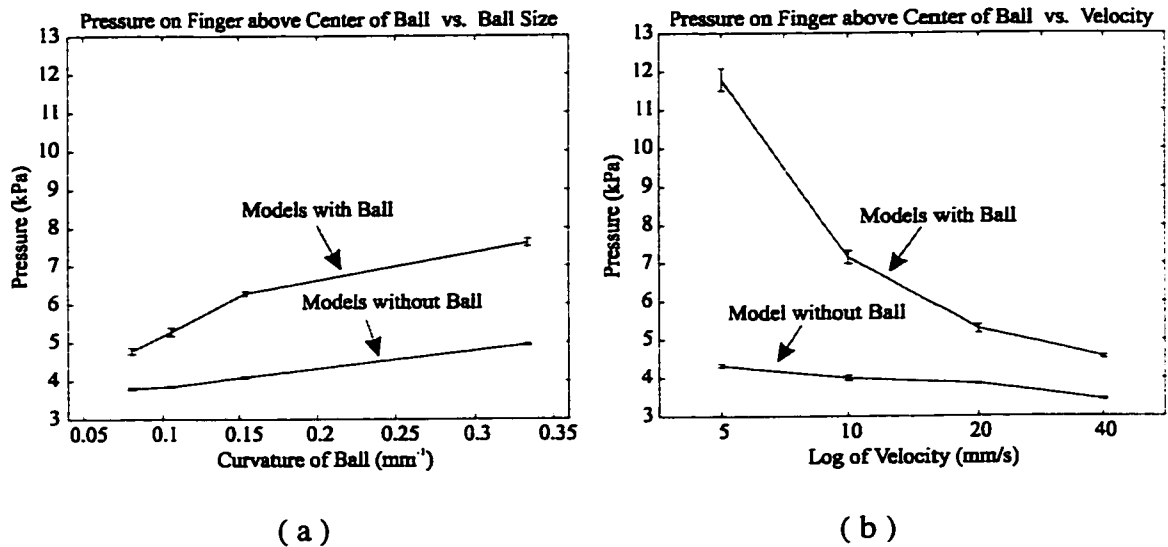 Pressure on Finger above Center of Ball vs. Ball Size
13
12
11
10
9
8
7
6
5
4
3
Pressure (kPa)
Models with Ball
Models without Ball
0.05 0.1 0.15 0.2 0.25 0.3 0.35
Curvature of Ball (mm⁻¹)
( a )
Pressure on Finger above Center of Ball vs. Velocity
13
12
11
10
9
8
7
6
5
4
3
Pressure (kPa)
Models with Ball
Model without Ball
5 10 20 40
Log of Velocity (mm/s)
( b )